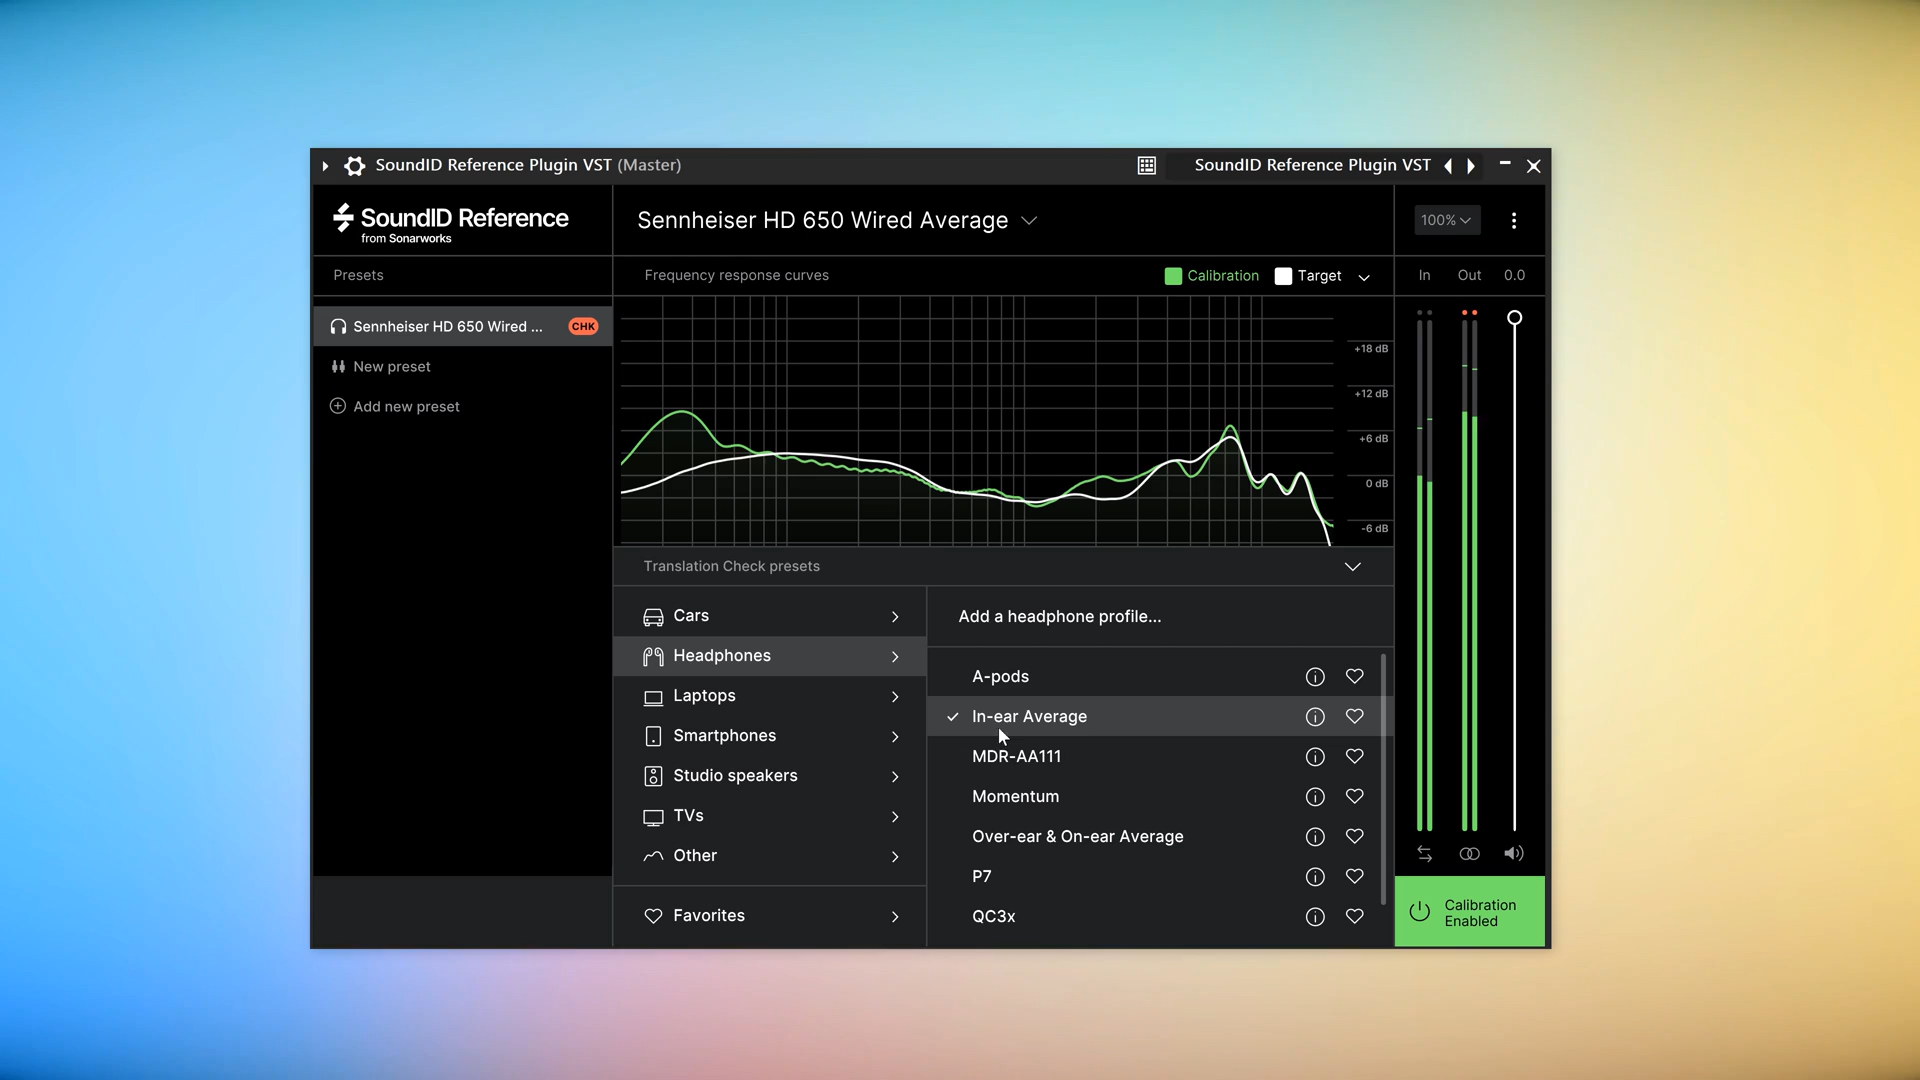 SoundID Reference Plugin VST (Master)
SoundID Reference Plugin VST
SoundID Reference
from Sonarworks
Sennheiser HD 650 Wired Average
100%
Presets
Frequency response curves
Calibration
Target
In
Out
0.0
Sennheiser HD 650 Wired ...
CHK
New preset
Add new preset
+18 dB
+12 dB
+6 dB
0 dB
-6 dB
Translation Check presets
Cars
Headphones
Laptops
Smartphones
Studio speakers
TVs
Other
Favorites
Add a headphone profile...
A-pods
In-ear Average
MDR-AA111
Momentum
Over-ear & On-ear Average
P7
QC3x
Calibration
Enabled